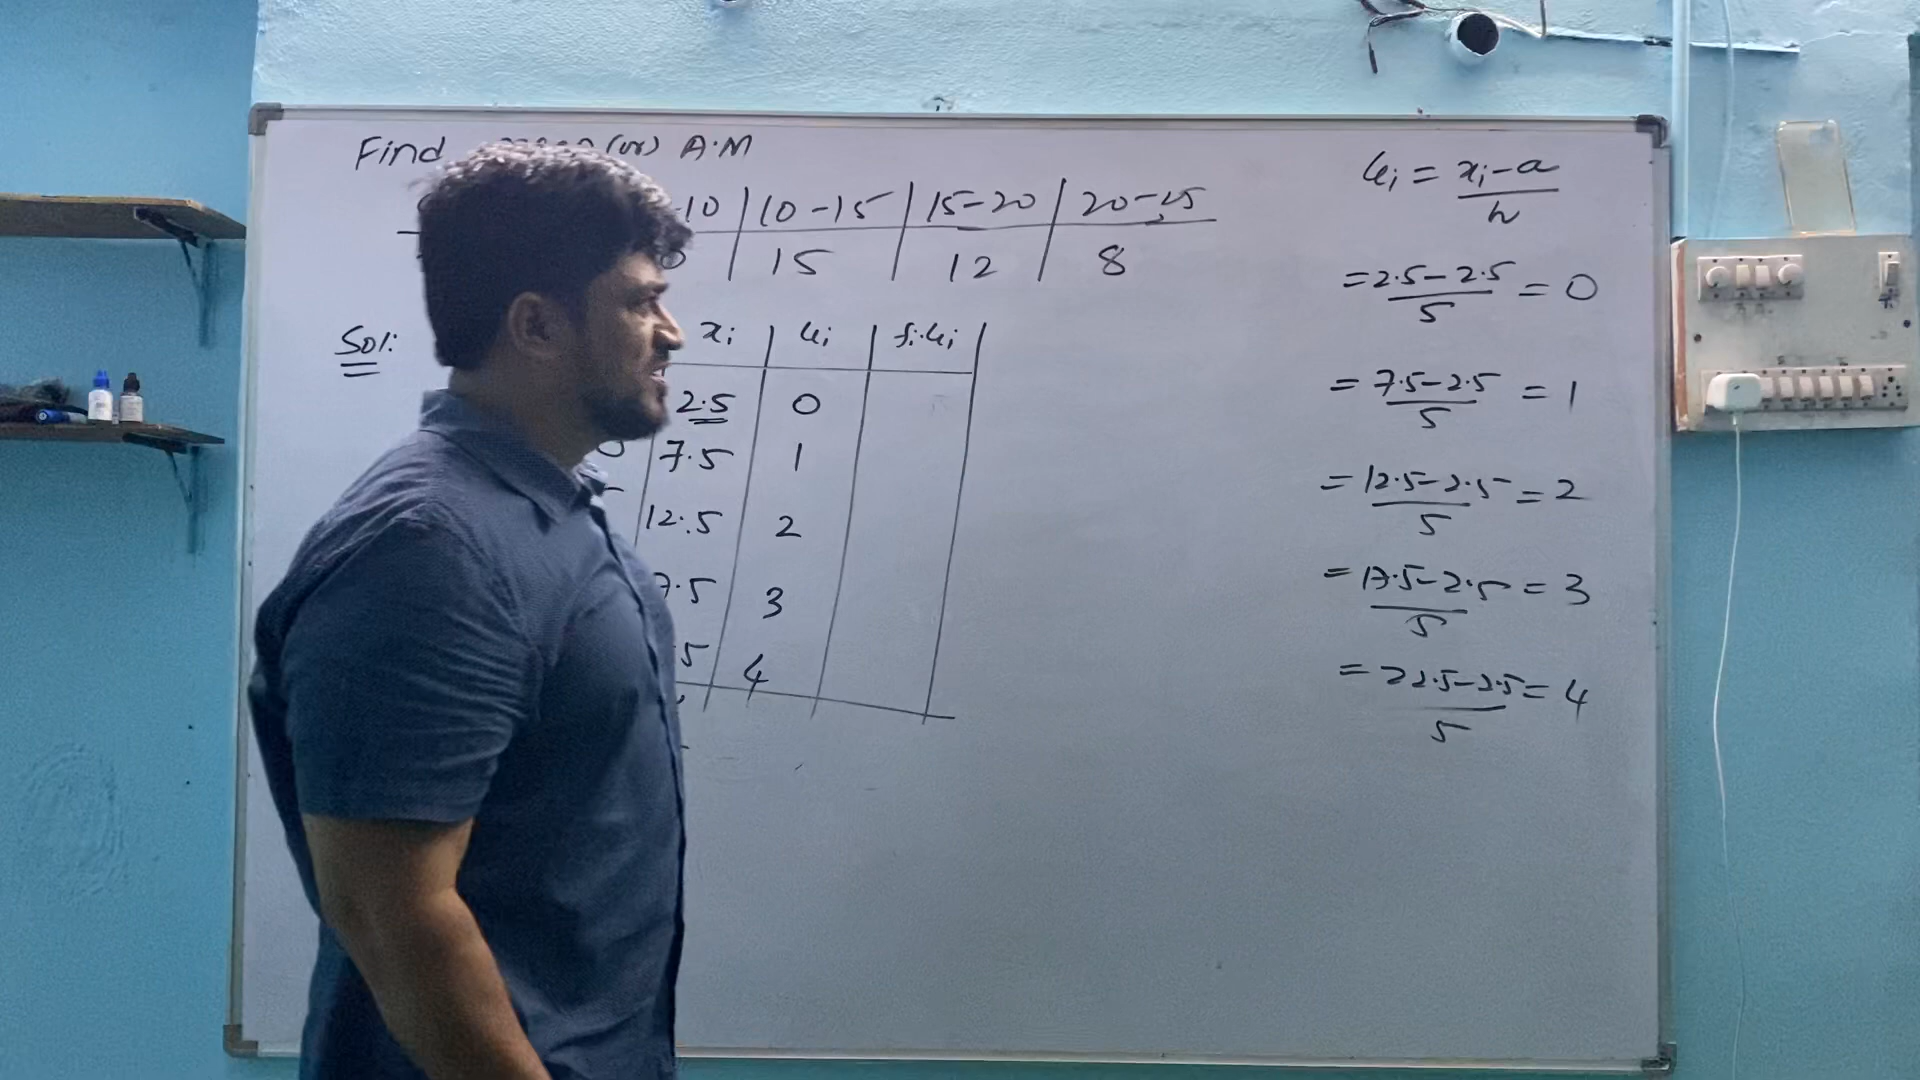 Find (or) A.M
10 | 10-15 | 15-20 | 20-25
15 | 12 | 8
Sol:
xi | ui | fi.ui
2.5 | 0
7.5 | 1
12.5 | 2
7.5 | 3
5 | 4
ui = xi-a/h
= 2.5-2.5/5 = 0
= 7.5-2.5/5 = 1
= 12.5-2.5/5 = 2
= 17.5-2.5/5 = 3
= 22.5-2.5/5 = 4